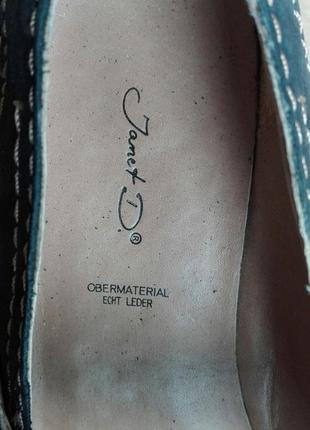 Janet D.®
OBERMATERIAL
ECHT LEDER